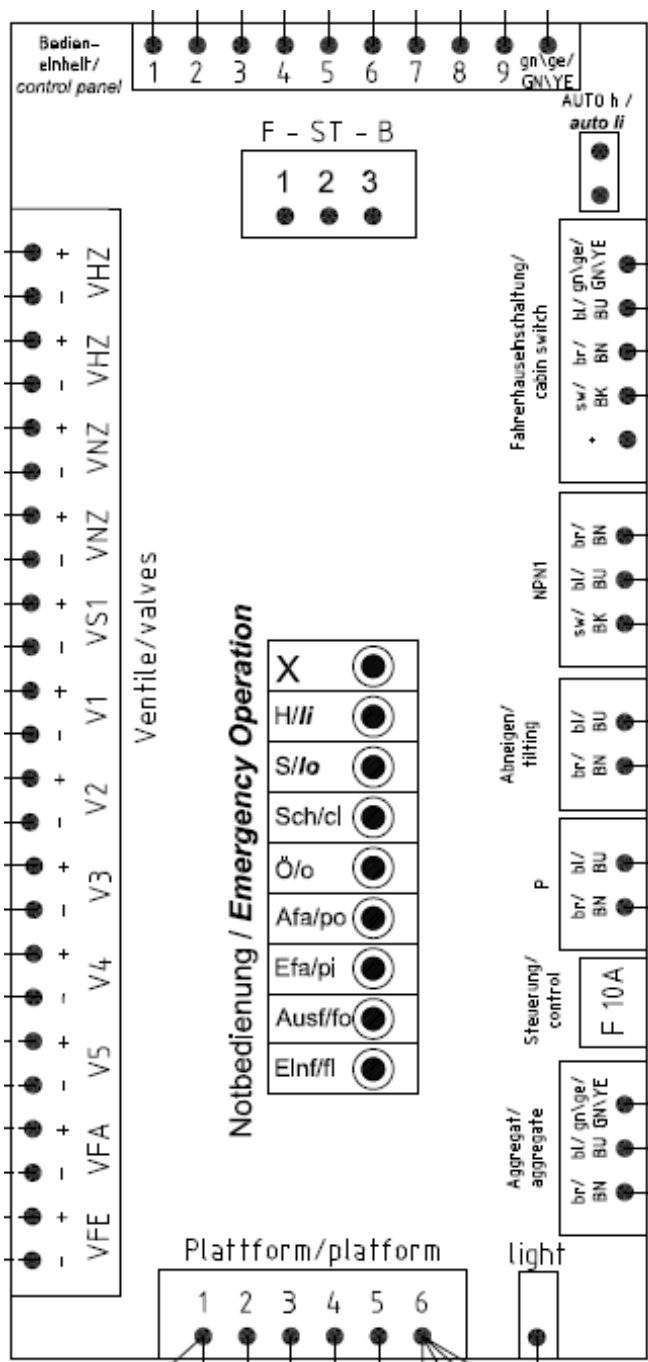 Bedien-
einheit/
control panel
1 2 3 4 5 6 7 8 9 gn\ge/
GN\YE
AUTO h /
auto li
F - ST - B
1 2 3
VHZ + -
VHZ + -
VNZ + -
VNZ + -
VS1 + -
V1 + -
V2 + -
V3 + -
V4 + -
V5 + -
VFA + -
VFE + -
Ventile/valves
Notbedienung / Emergency Operation
X
H/li
S/lo
Sch/cl
Ö/o
Afa/po
Efa/pi
Ausf/fo
EInf/fl
Fahrerhauseinschaltung/
cabin switch
gn\ge/
GN\YE
bl/
BU
br/
BN
sw/
BK
+
NPN1
br/
BN
bl/
BU
sw/
BK
Abneigen/
tilting
bl/
BU
br/
BN
P
bl/
BU
br/
BN
Steuerung/
control
F 10A
Aggregat/
aggregate
gn\ge/
GN\YE
bl/
BU
br/
BN
Plattform/platform
1 2 3 4 5 6
light